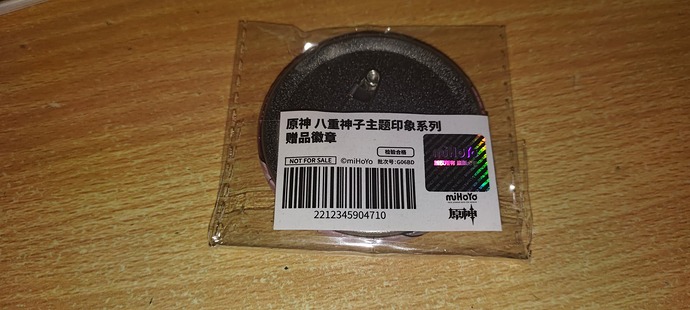 原神 八重神子主题印象系列
赠品徽章
检验合格
NOT FOR SALE ©miHoYo 批次号:G06BD
2212345904710
miHoYo
miHoYo
原神